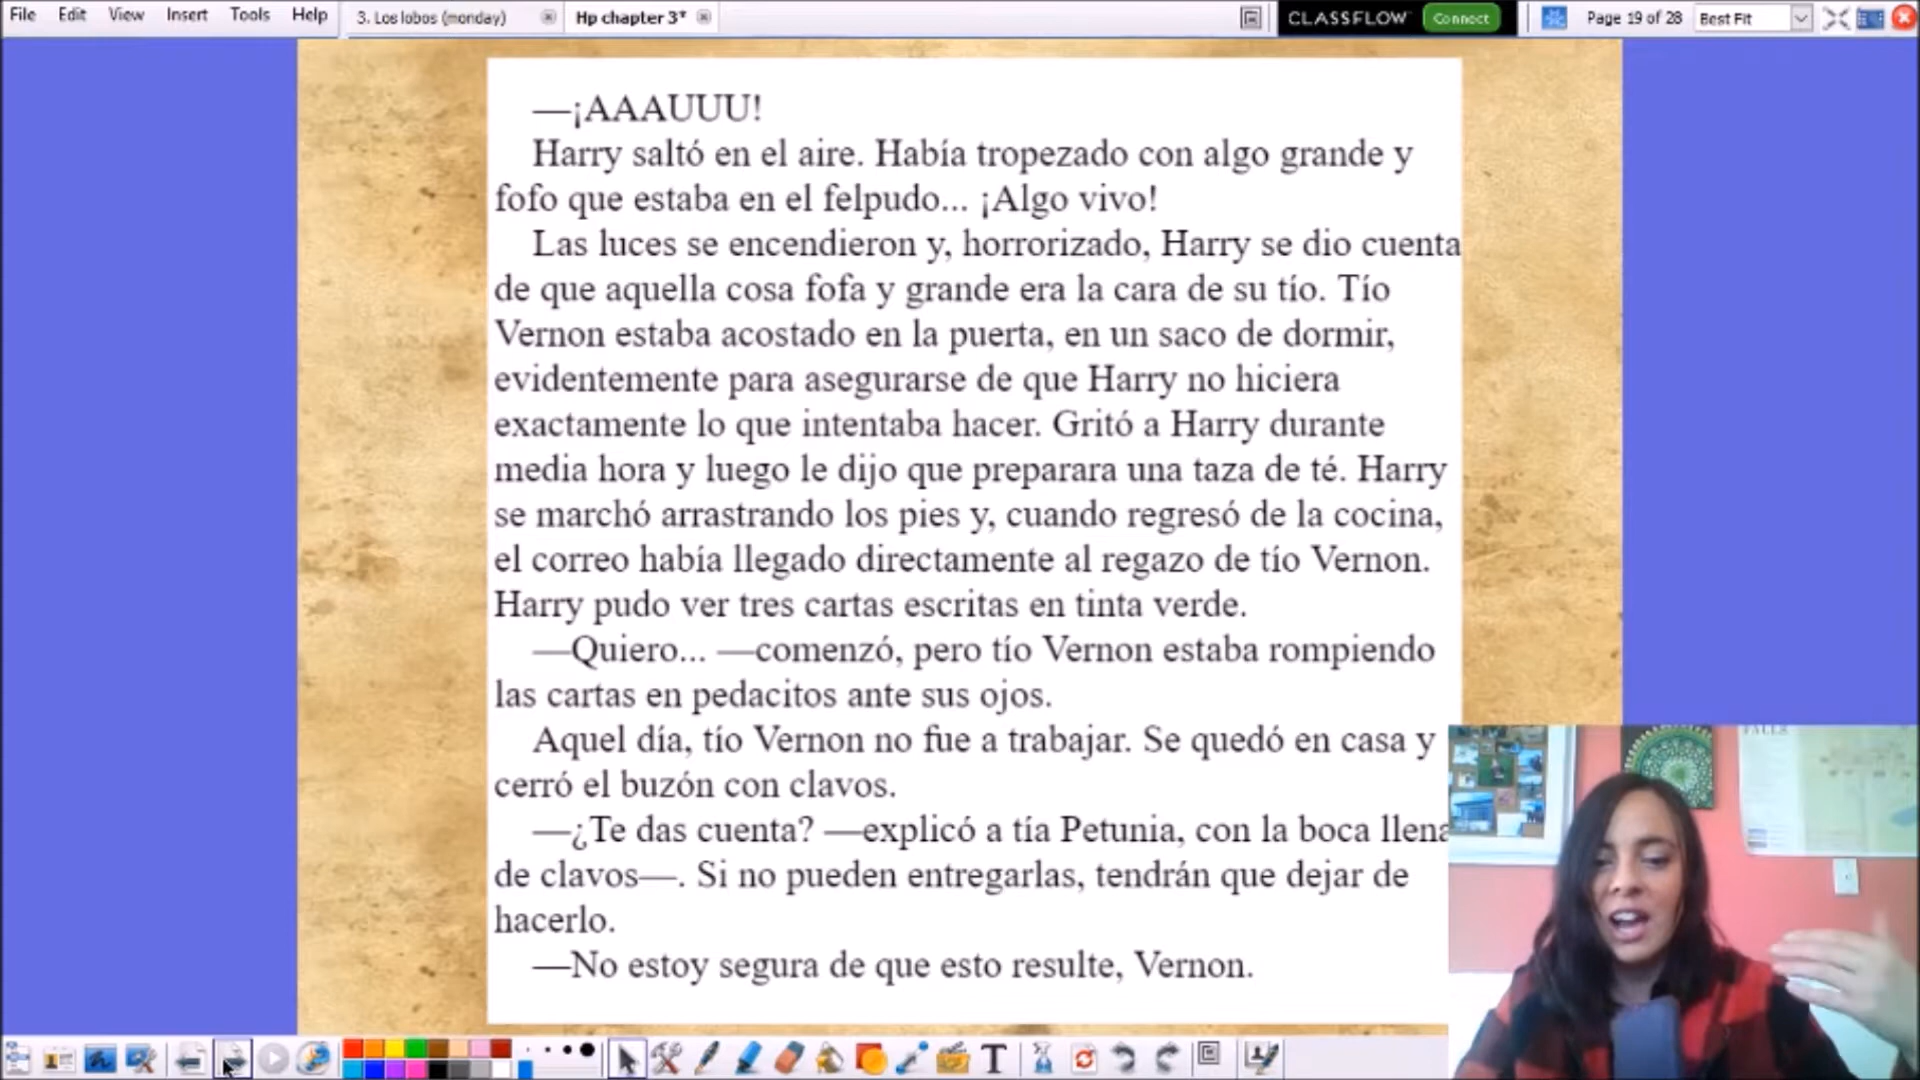 File Edit View Insert Tools Help
3. Los lobos (monday)
Hp chapter 3*
CLASSFLOW Connect
Page 19 of 28
Best Fit
—¡AAAUUU!
Harry saltó en el aire. Había tropezado con algo grande y
fofo que estaba en el felpudo... ¡Algo vivo!
Las luces se encendieron y, horrorizado, Harry se dio cuenta
de que aquella cosa fofa y grande era la cara de su tío. Tío
Vernon estaba acostado en la puerta, en un saco de dormir,
evidentemente para asegurarse de que Harry no hiciera
exactamente lo que intentaba hacer. Gritó a Harry durante
media hora y luego le dijo que preparara una taza de té. Harry
se marchó arrastrando los pies y, cuando regresó de la cocina,
el correo había llegado directamente al regazo de tío Vernon.
Harry pudo ver tres cartas escritas en tinta verde.
—Quiero... —comenzó, pero tío Vernon estaba rompiendo
las cartas en pedacitos ante sus ojos.
Aquel día, tío Vernon no fue a trabajar. Se quedó en casa y
cerró el buzón con clavos.
—¿Te das cuenta? —explicó a tía Petunia, con la boca llena
de clavos—. Si no pueden entregarlas, tendrán que dejar de
hacerlo.
—No estoy segura de que esto resulte, Vernon.
T